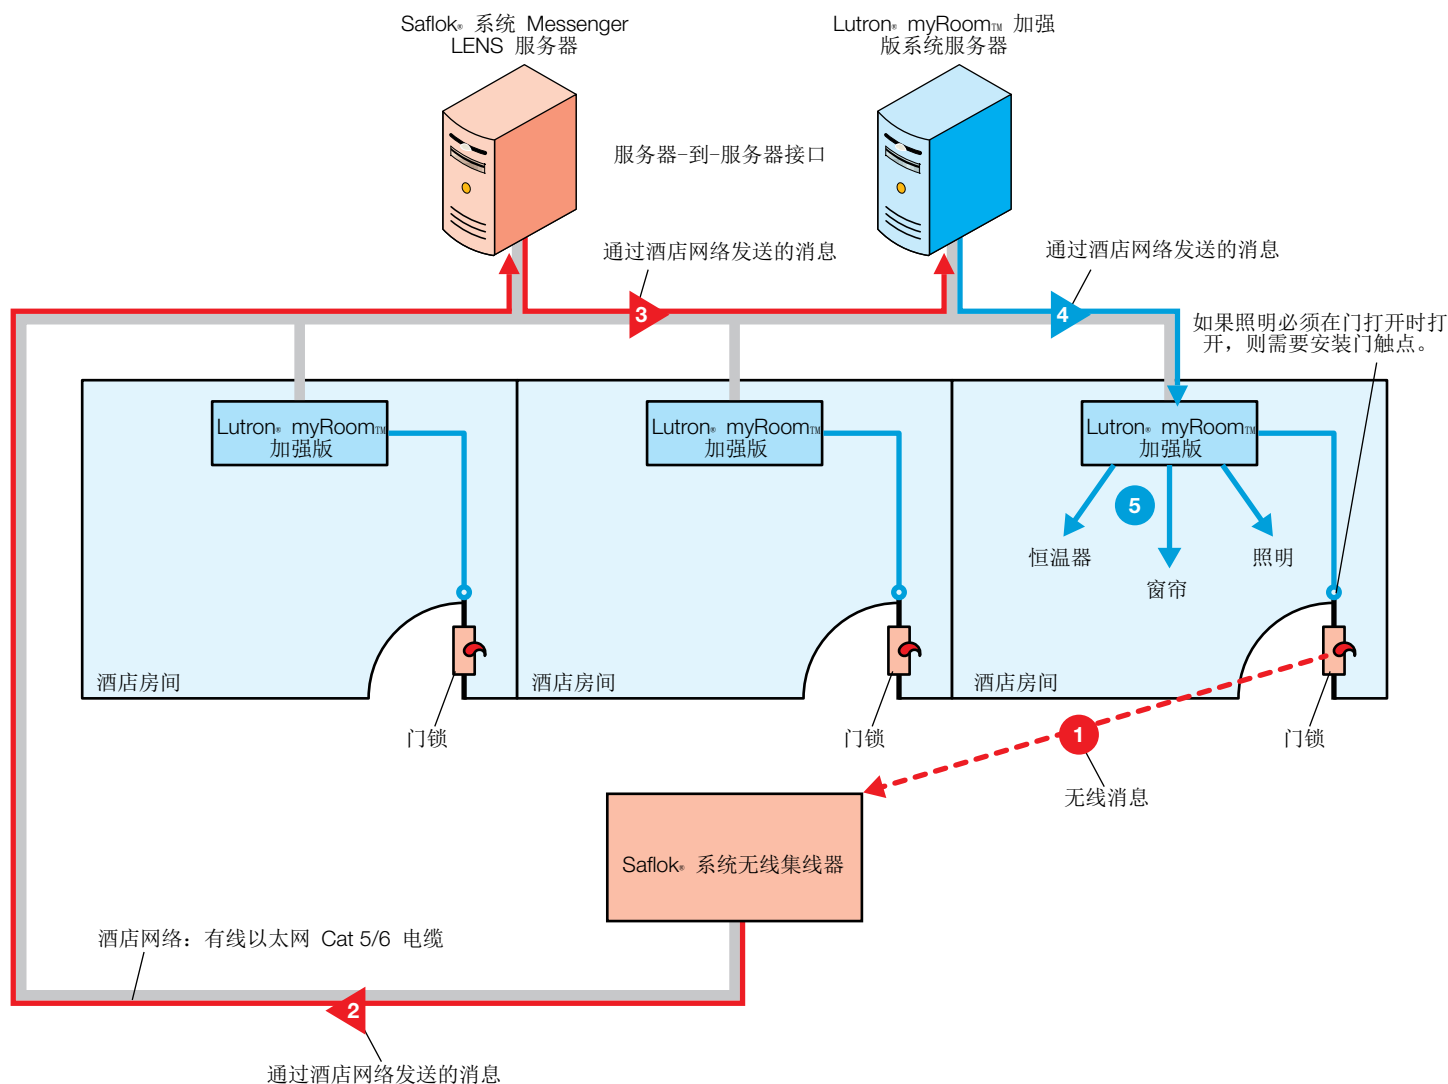 Saflok® 系统 Messenger
LENS 服务器
Lutron® myRoom™ 加强
版系统服务器
服务器-到-服务器接口
通过酒店网络发送的消息
通过酒店网络发送的消息
3
4
如果照明必须在门打开时打
开，则需要安装门触点。
Lutron® myRoom™
加强版
Lutron® myRoom™
加强版
Lutron® myRoom™
加强版
5
恒温器
窗帘
照明
酒店房间
酒店房间
酒店房间
门锁
门锁
门锁
1
无线消息
Saflok® 系统无线集线器
酒店网络：有线以太网 Cat 5/6 电缆
2
通过酒店网络发送的消息